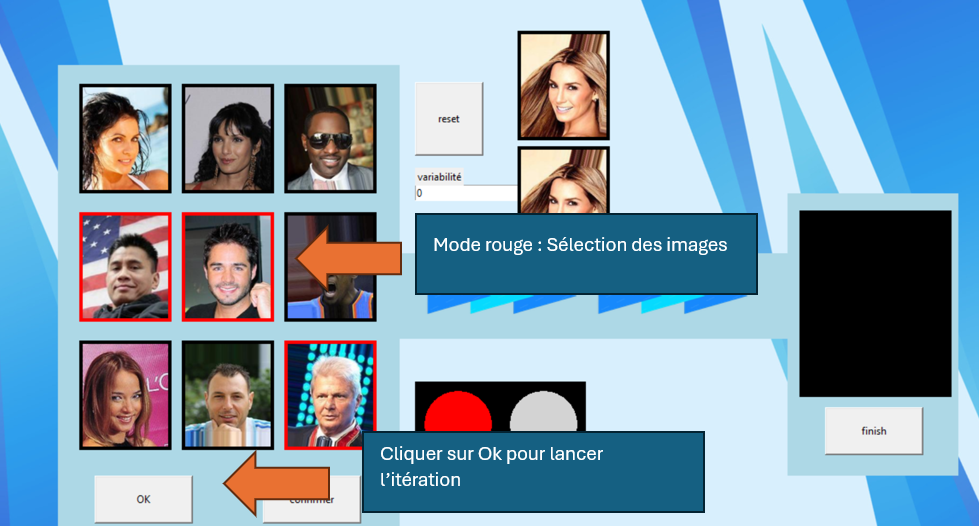 reset
variabilité
0
Mode rouge : Sélection des images
L'O
finish
Cliquer sur Ok pour lancer
l'itération
OK
confirmer